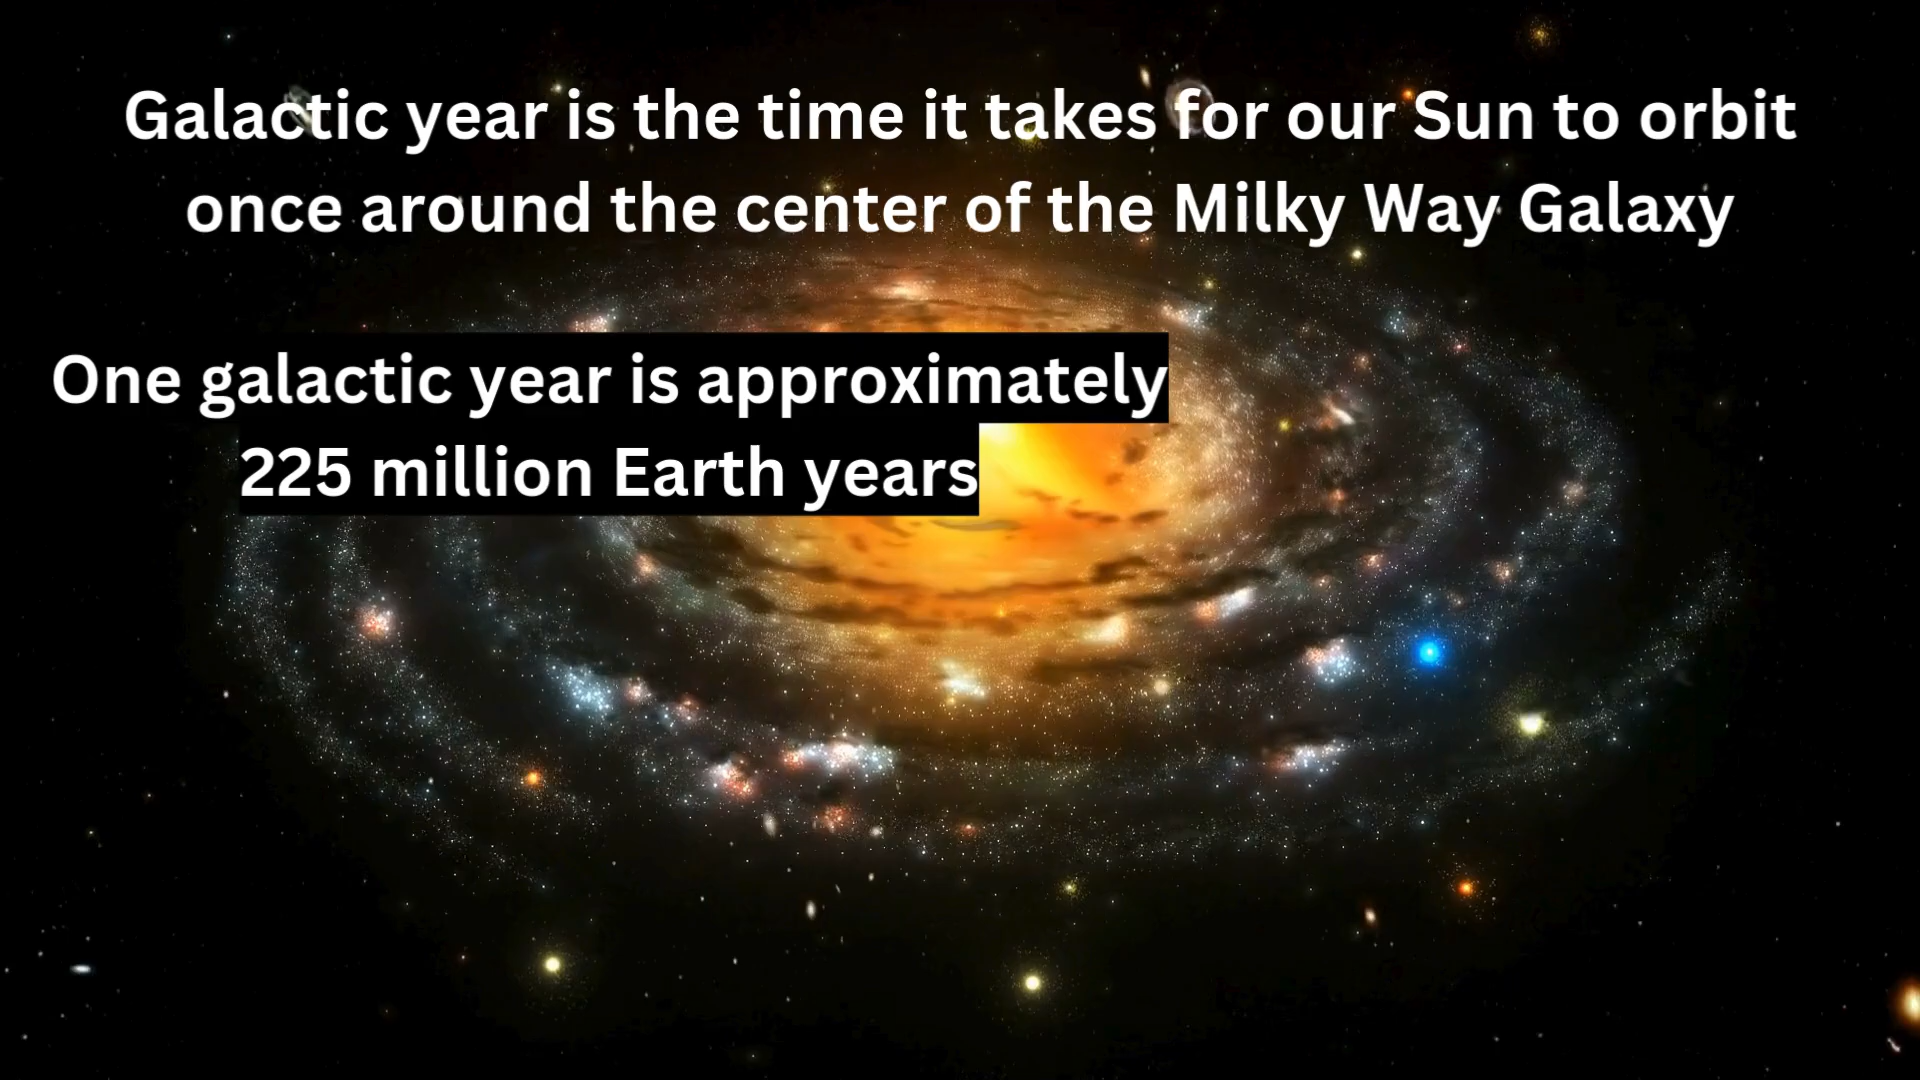 Galactic year is the time it takes for our Sun to orbit
once around the center of the Milky Way Galaxy
One galactic year is approximately
225 million Earth years